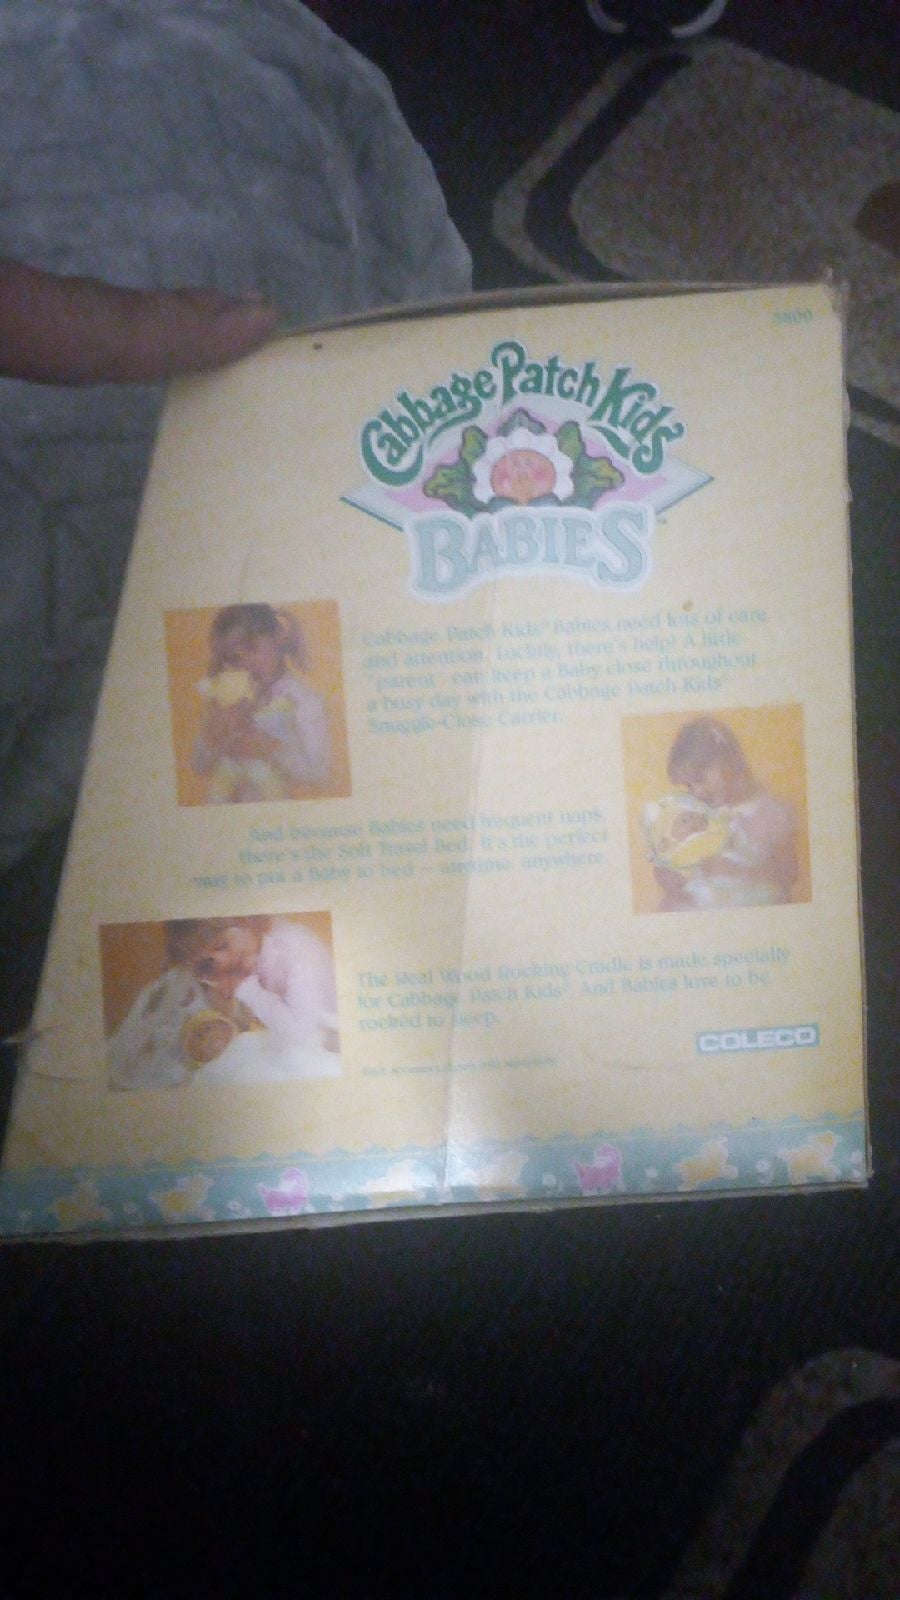 3800
Cabbage Patch Kids
BABIES
Cabbage Patch Kids® Babies need lots of care
and attention. Luckily, there's help! A little
"parent" can keep a Baby close throughout
a busy day with the Cabbage Patch Kids®
Snuggle-Close Carrier.
And because Babies need frequent naps,
there's the Soft Travel Bed. It's the perfect
way to put a Baby to bed — anytime, anywhere.
The Real Wood Rocking Cradle is made specially
for Cabbage Patch Kids®. And Babies love to be
rocked to sleep.
COLECO